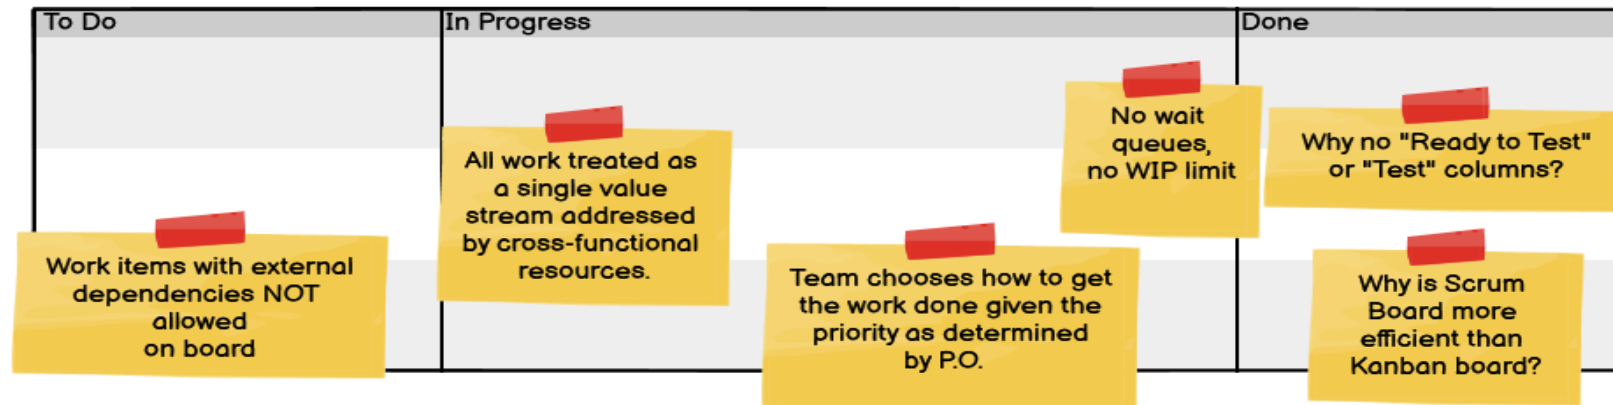 To Do
In Progress
Done
Work items with external
dependencies NOT
allowed
on board
All work treated as
a single value
stream addressed
by cross-functional
resources.
Team chooses how to get
the work done given the
priority as determined
by P.O.
No wait
queues,
no WIP limit
Why no "Ready to Test"
or "Test" columns?
Why is Scrum
Board more
efficient than
Kanban board?